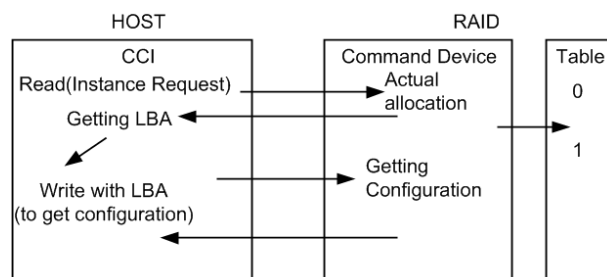 HOST
RAID
CCI
Command Device
Table
Read(Instance Request)
Actual
allocation
0
Getting LBA
1
Getting
Configuration
Write with LBA
(to get configuration)